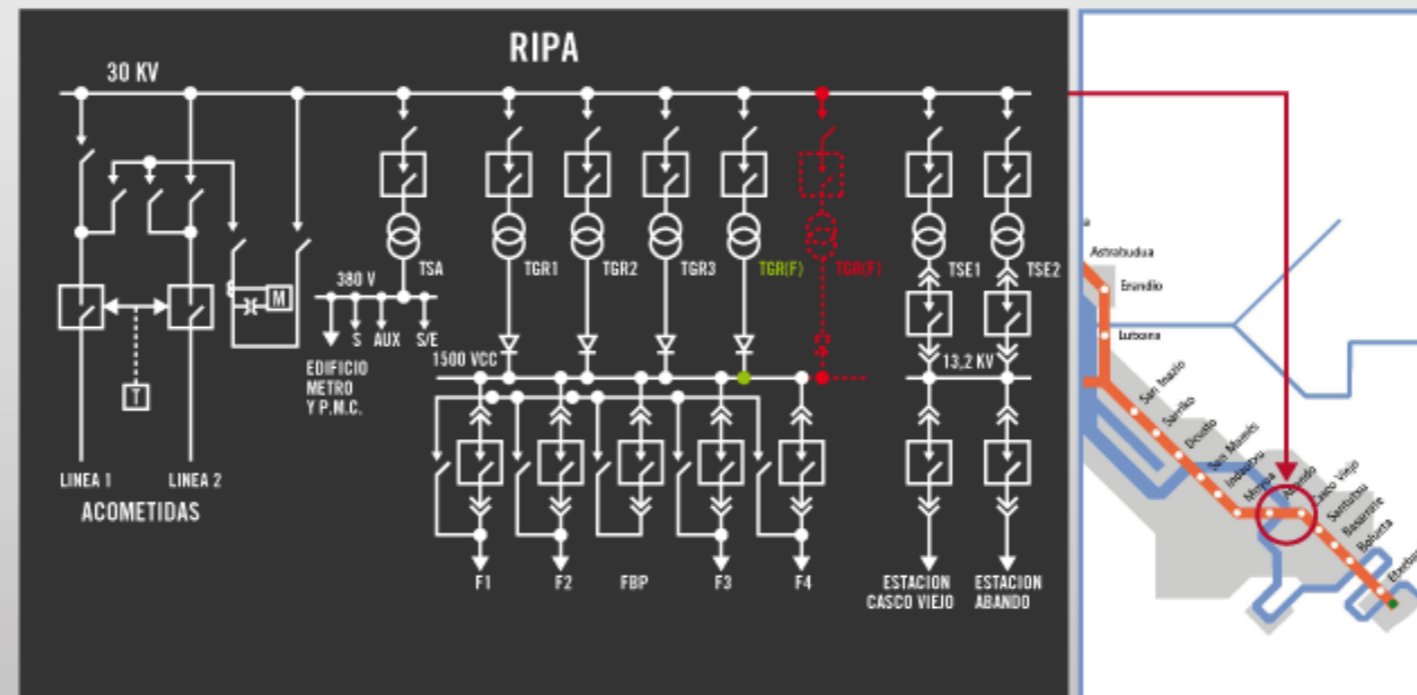 RIPA
30 KV
TSA
TGR1
TGR2
TGR3
TGR(F)
TGR(F)
TSE1
TSE2
380 V
M
S
AUX
S/E
EDIFICIO
METRO
Y P.M.C.
1500 VCC
13,2 KV
T
LINEA 1
LINEA 2
ACOMETIDAS
F1
F2
FBP
F3
F4
ESTACION
CASCO VIEJO
ESTACION
ABANDO
a
Astrabudua
Erandio
Lutxana
San Inazio
Sarriko
Deusto
San Mamés
Indautxu
Moyua
Abando
Casco Viejo
Santutxu
Basarrate
Bolueta